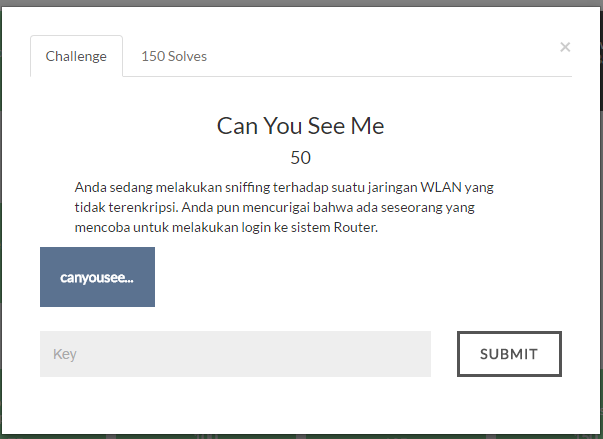 Challenge
150 Solves
×
Can You See Me
50
Anda sedang melakukan sniffing terhadap suatu jaringan WLAN yang
tidak terenkripsi. Anda pun mencurigai bahwa ada seseorang yang
mencoba untuk melakukan login ke sistem Router.
canyousee...
Key
SUBMIT